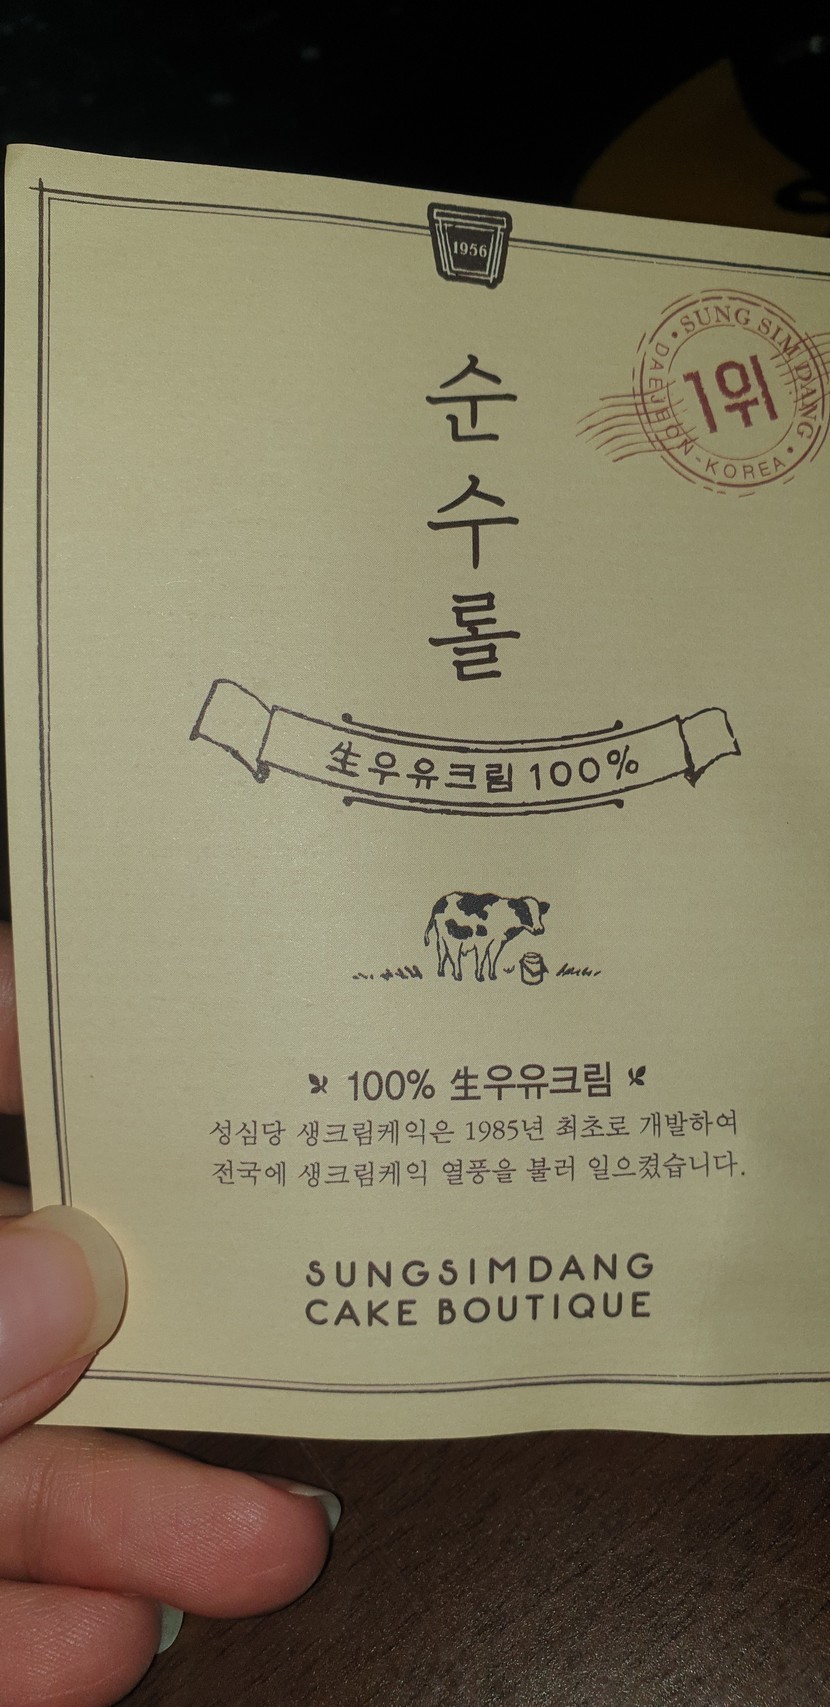 1956
SUNG SIM DANG
1위
DAEJEON-KOREA
순
수
롤
生우유크림 100%
100% 生우유크림
성심당 생크림케익은 1985년 최초로 개발하여
전국에 생크림케익 열풍을 불러 일으켰습니다.
SUNGSIMDANG
CAKE BOUTIQUE